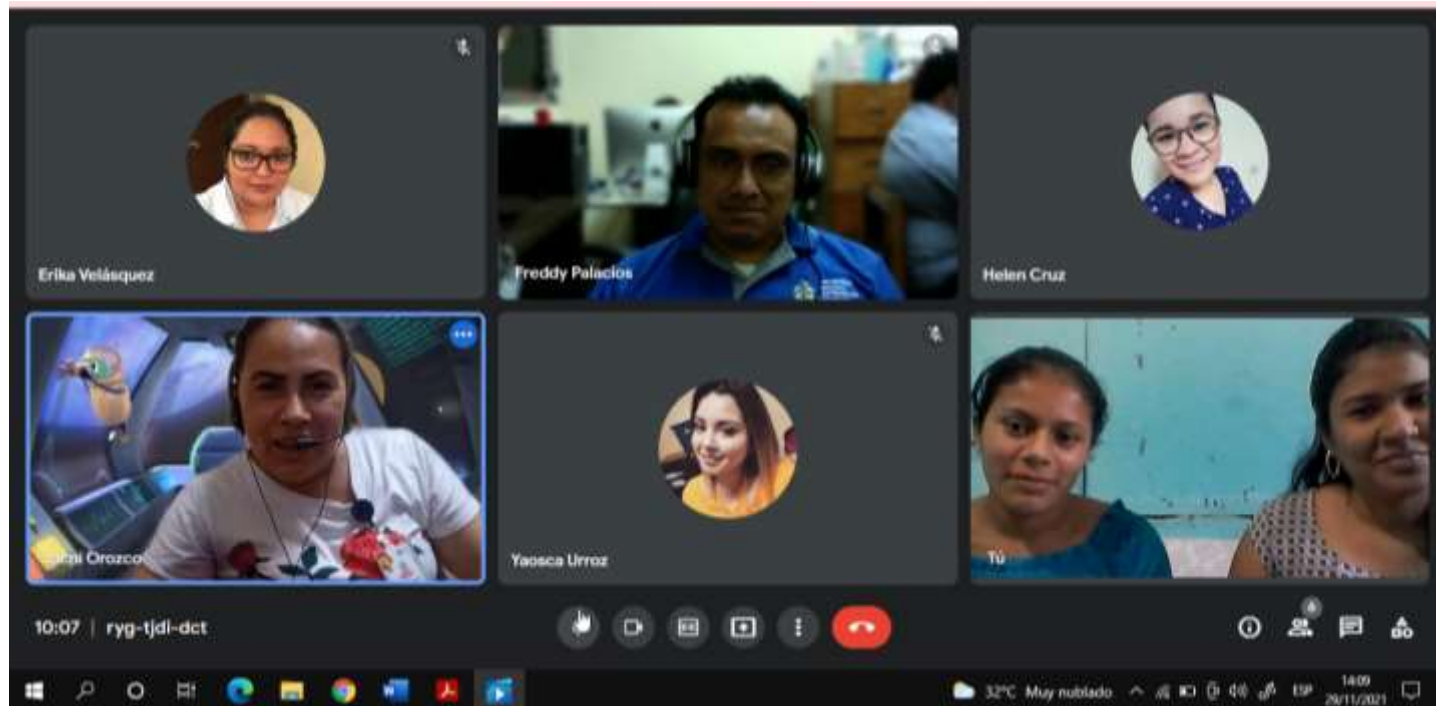 Erika Velásquez
Freddy Palacios
Helen Cruz
Orozco
Yaosca Urroz
Tú
10:07 | ryg-tjdi-dct
32°C Muy nublado
ESP
14:09
29/11/2021